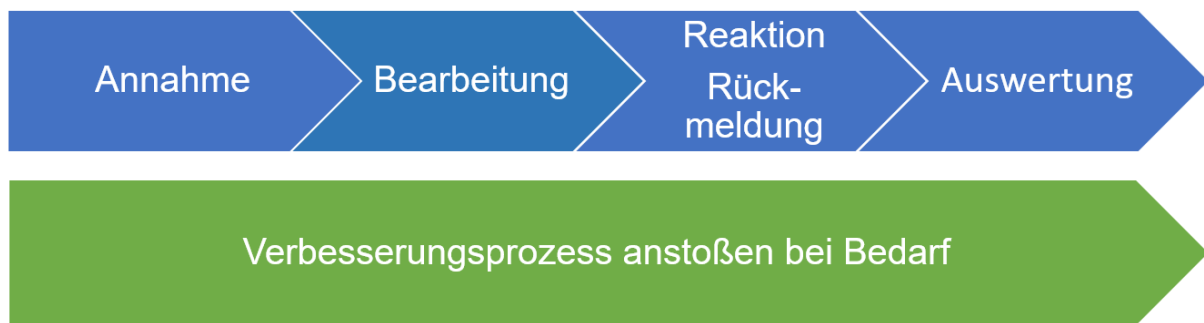 Annahme
Bearbeitung
Reaktion
Rück-
meldung
Auswertung
Verbesserungsprozess anstoßen bei Bedarf